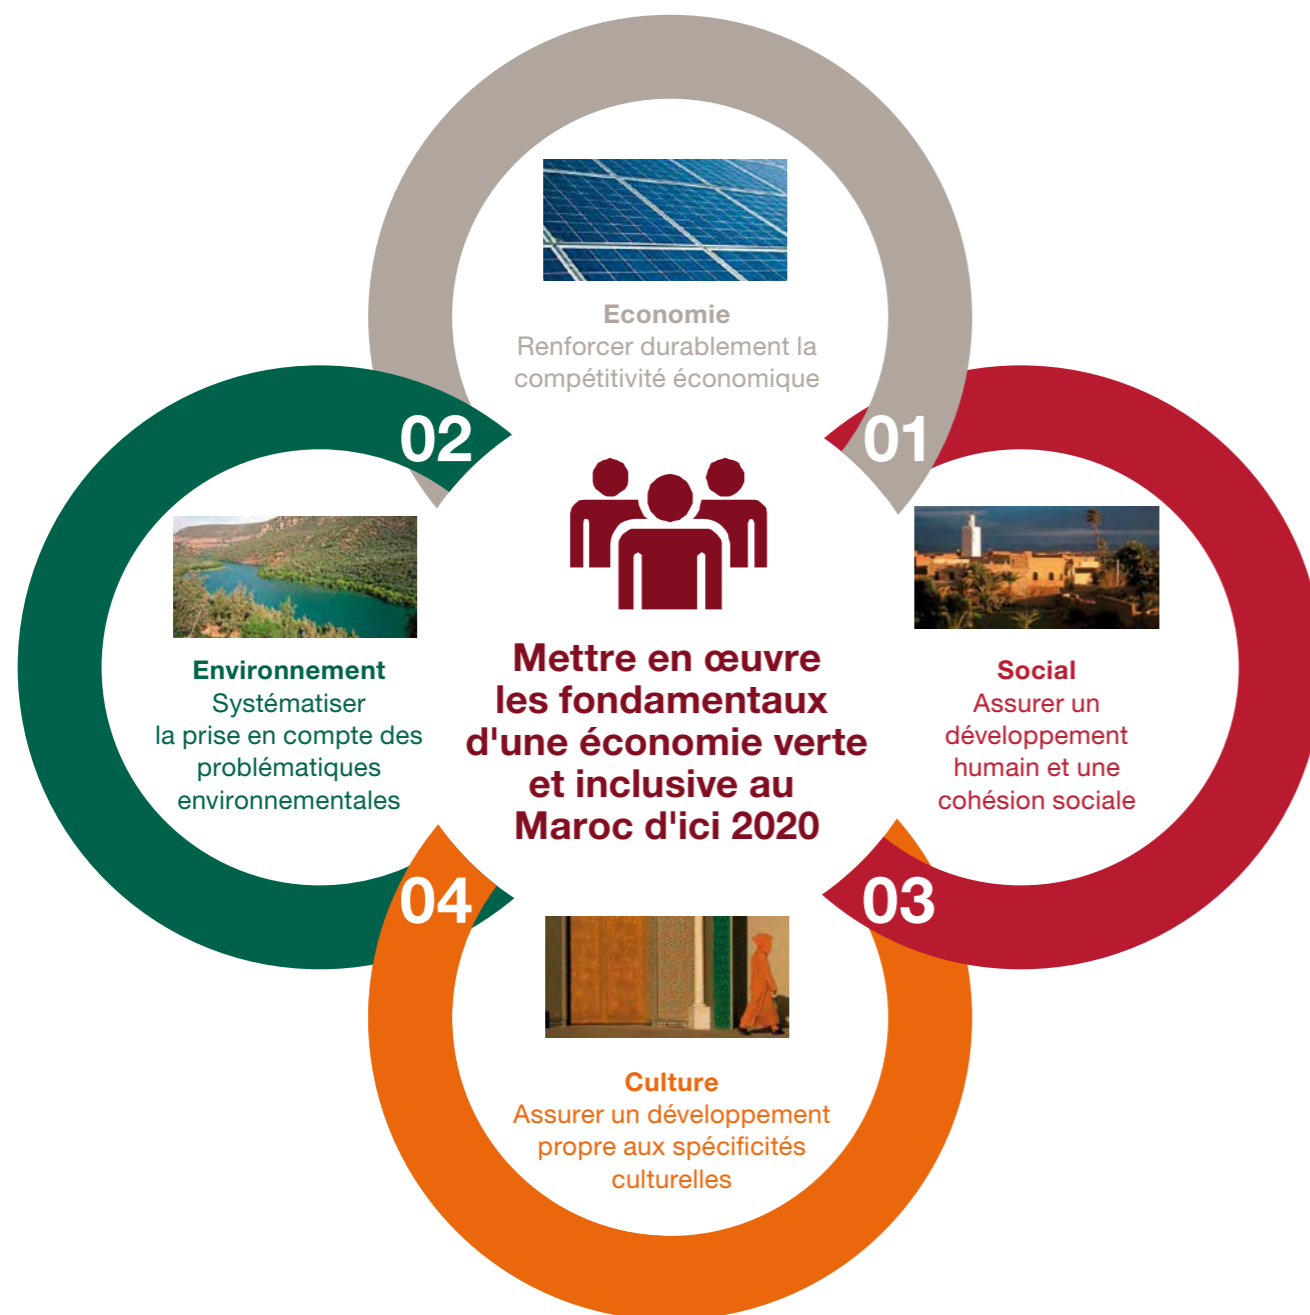 Economie
Renforcer durablement la
compétitivité économique
01
02
Environnement
Systématiser
la prise en compte des
problématiques
environnementales
Mettre en œuvre
les fondamentaux
d'une économie verte
et inclusive au
Maroc d'ici 2020
Social
Assurer un
développement
humain et une
cohésion sociale
03
04
Culture
Assurer un développement
propre aux spécificités
culturelles